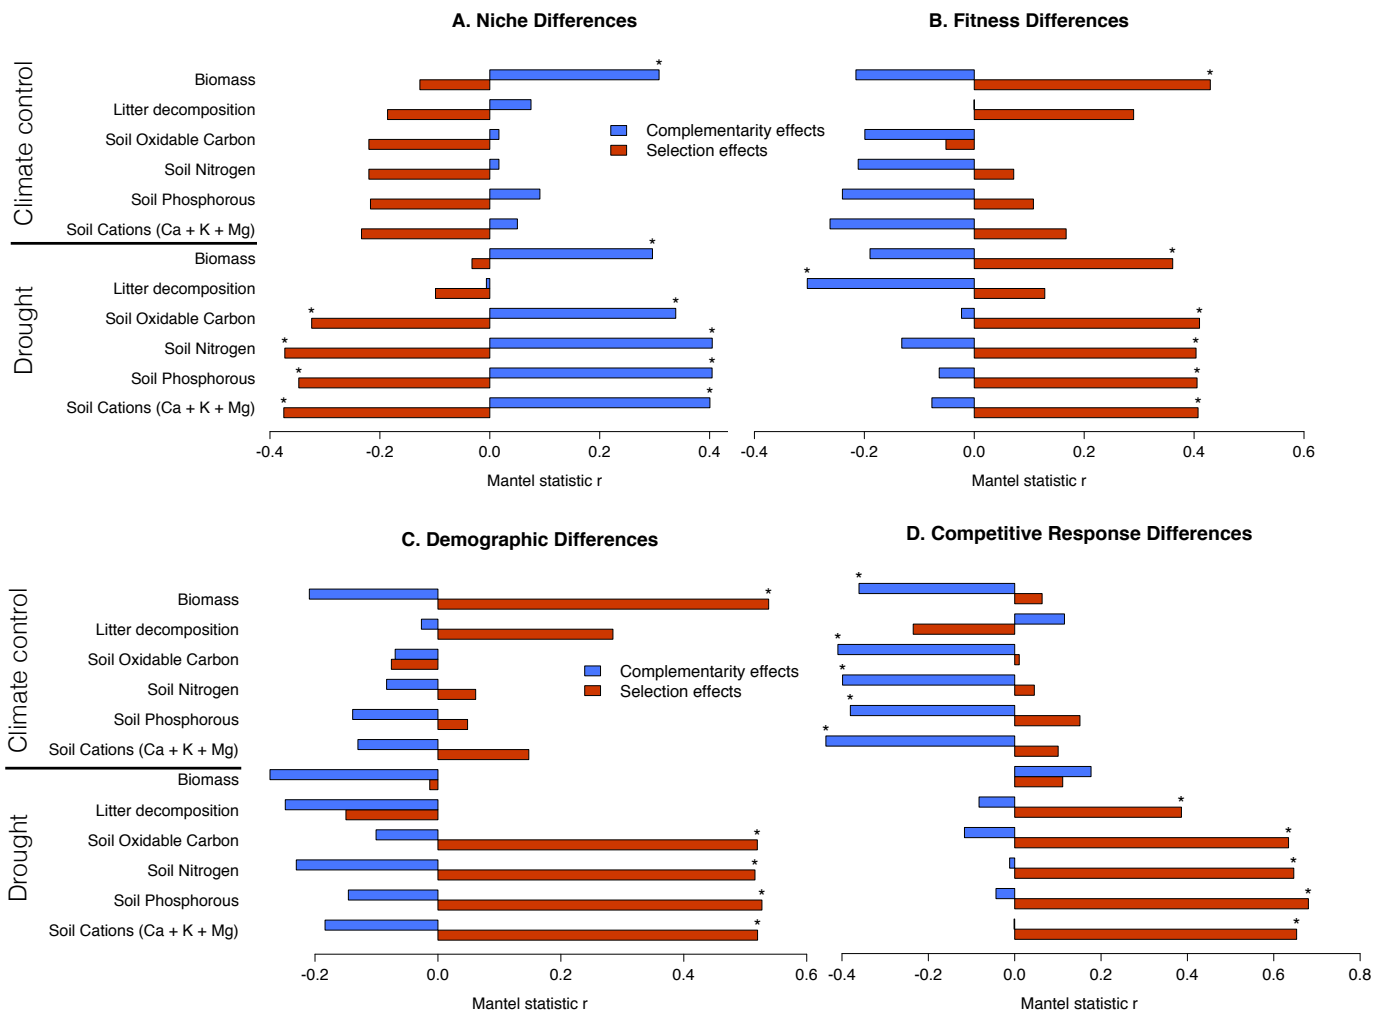 A. Niche Differences
B. Fitness Differences
Climate control
Drought
Biomass
Litter decomposition
Soil Oxidable Carbon
Soil Nitrogen
Soil Phosphorous
Soil Cations (Ca + K + Mg)
Biomass
Litter decomposition
Soil Oxidable Carbon
Soil Nitrogen
Soil Phosphorous
Soil Cations (Ca + K + Mg)
Complementarity effects
Selection effects
* * * * * * * * * *
* * * * * * *
-0.4 -0.2 0.0 0.2 0.4
Mantel statistic r
-0.4 -0.2 0.0 0.2 0.4 0.6
Mantel statistic r
C. Demographic Differences
D. Competitive Response Differences
Climate control
Drought
Biomass
Litter decomposition
Soil Oxidable Carbon
Soil Nitrogen
Soil Phosphorous
Soil Cations (Ca + K + Mg)
Biomass
Litter decomposition
Soil Oxidable Carbon
Soil Nitrogen
Soil Phosphorous
Soil Cations (Ca + K + Mg)
Complementarity effects
Selection effects
* * * * *
* * * * * * * * * *
-0.2 0.0 0.2 0.4 0.6
Mantel statistic r
-0.4 -0.2 0.0 0.2 0.4 0.6 0.8
Mantel statistic r